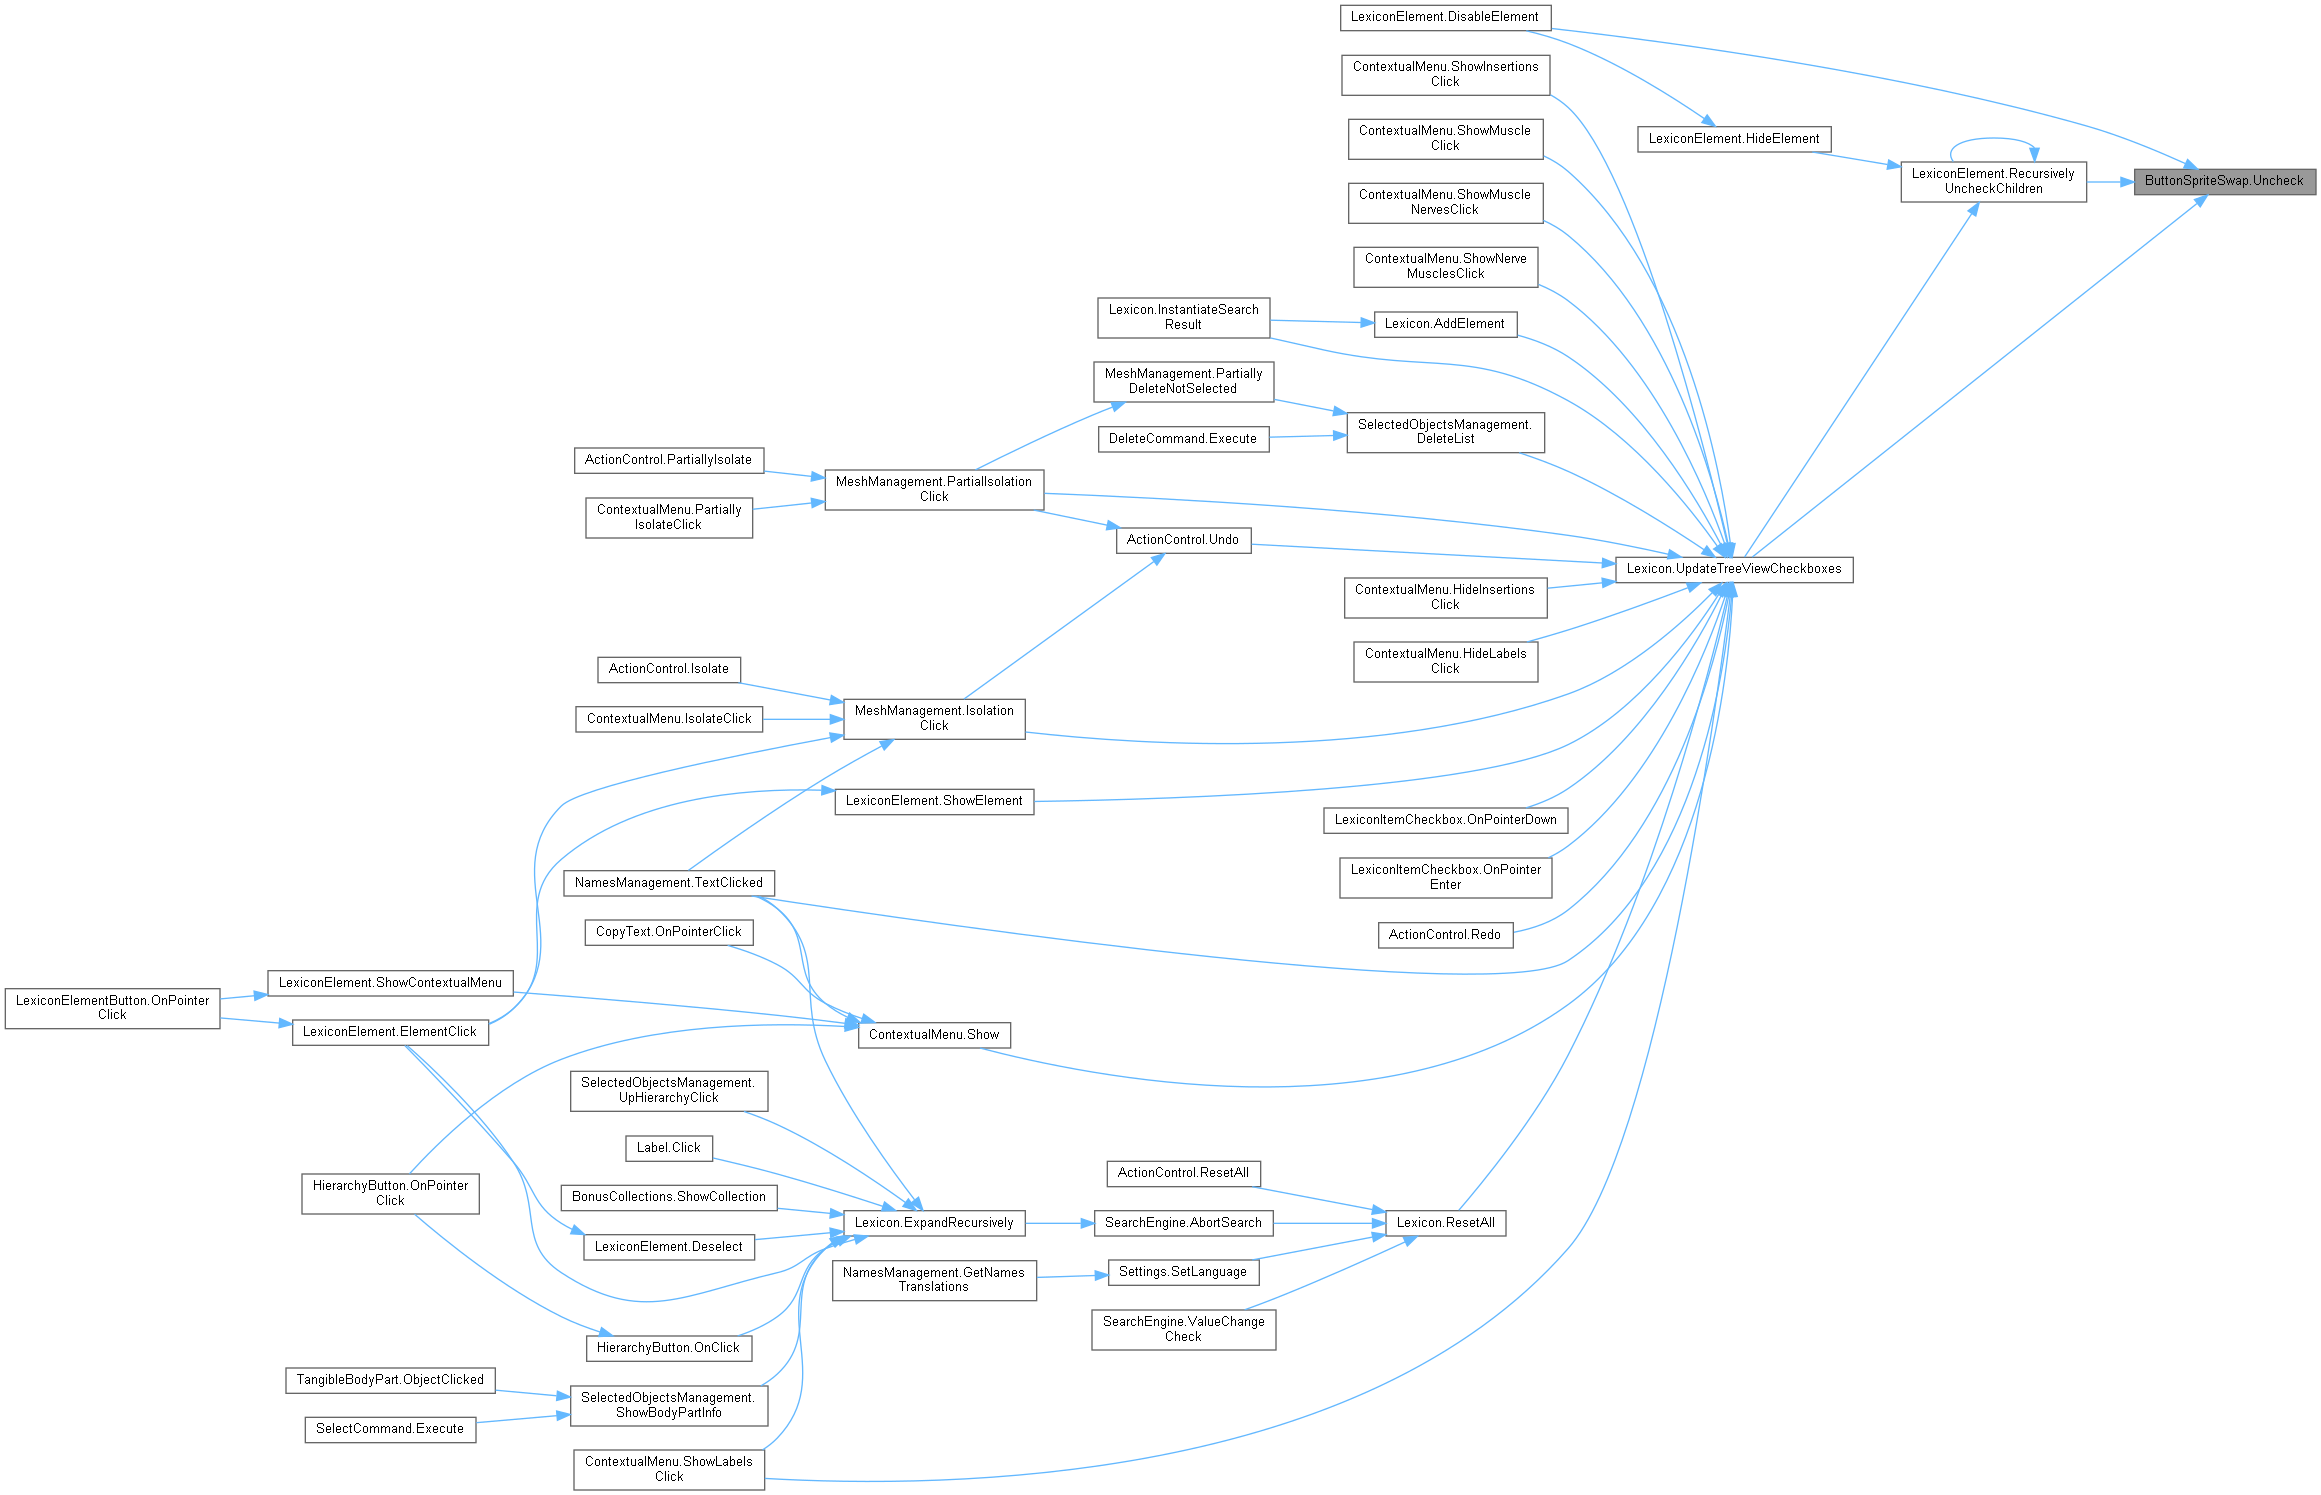 LexiconElement.DisableElement
ContextualMenu.ShowInsertions
Click
ContextualMenu.ShowMuscle
Click
LexiconElement.HideElement
LexiconElement.Recursively
UncheckChildren
ButtonSpriteSwap.Uncheck
ContextualMenu.ShowMuscle
NervesClick
ContextualMenu.ShowNerve
MusclesClick
Lexicon.InstantiateSearch
Result
Lexicon.AddElement
MeshManagement.Partially
DeleteNotSelected
SelectedObjectsManagement.
DeleteList
DeleteCommand.Execute
ActionControl.PartiallyIsolate
MeshManagement.PartialIsolation
Click
ContextualMenu.Partially
IsolateClick
ActionControl.Undo
Lexicon.UpdateTreeViewCheckboxes
ContextualMenu.HideInsertions
Click
ContextualMenu.HideLabels
Click
ActionControl.Isolate
MeshManagement.Isolation
Click
ContextualMenu.IsolateClick
LexiconElement.ShowElement
LexiconItemCheckbox.OnPointerDown
LexiconItemCheckbox.OnPointer
Enter
NamesManagement.TextClicked
CopyText.OnPointerClick
ActionControl.Redo
LexiconElement.ShowContextualMenu
LexiconElementButton.OnPointer
Click
LexiconElement.ElementClick
ContextualMenu.Show
SelectedObjectsManagement.
UpHierarchyClick
Label.Click
HierarchyButton.OnPointer
Click
BonusCollections.ShowCollection
ActionControl.ResetAll
Lexicon.ExpandRecursively
SearchEngine.AbortSearch
Lexicon.ResetAll
LexiconElement.Deselect
NamesManagement.GetNames
Translations
Settings.SetLanguage
SearchEngine.ValueChange
Check
HierarchyButton.OnClick
TangibleBodyPart.ObjectClicked
SelectedObjectsManagement.
ShowBodyPartInfo
SelectCommand.Execute
ContextualMenu.ShowLabels
Click